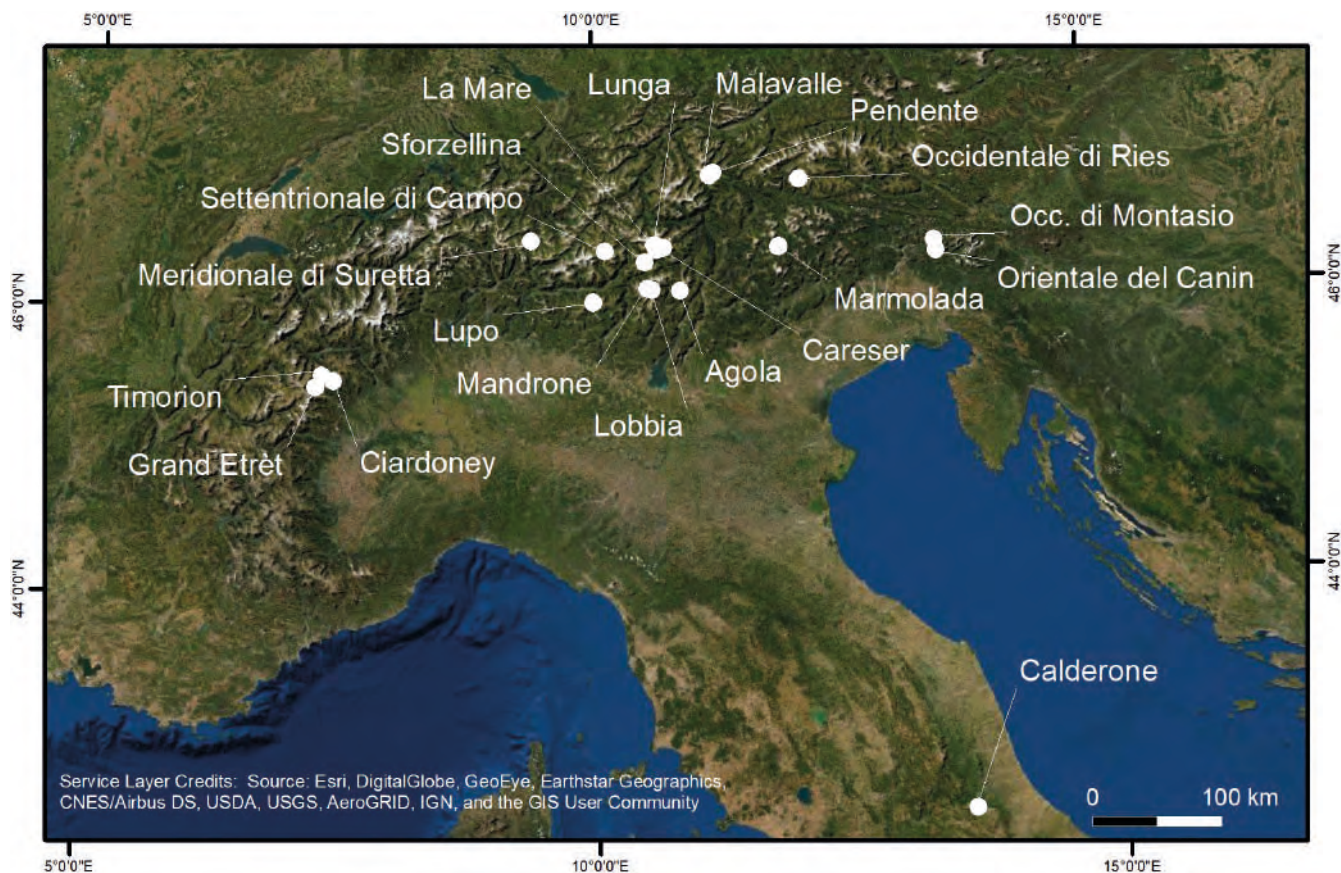 5°0'0"E 10°0'0"E 15°0'0"E
La Mare
Lunga
Malavalle
Pendente
Sforzellina
Occidentale di Ries
Settentrionale di Campo
Occ. di Montasio
Meridionale di Suretta
Orientale del Canin
46°0'0"N
46°0'0"N
Marmolada
Lupo
Careser
Mandrone
Agola
Timorion
Lobbia
Grand Etrèt
Ciardoney
44°0'0"N
44°0'0"N
Calderone
Service Layer Credits: Source: Esri, DigitalGlobe, GeoEye, Earthstar Geographics,
CNES/Airbus DS, USDA, USGS, AeroGRID, IGN, and the GIS User Community
0 100 km
5°0'0"E 10°0'0"E 15°0'0"E